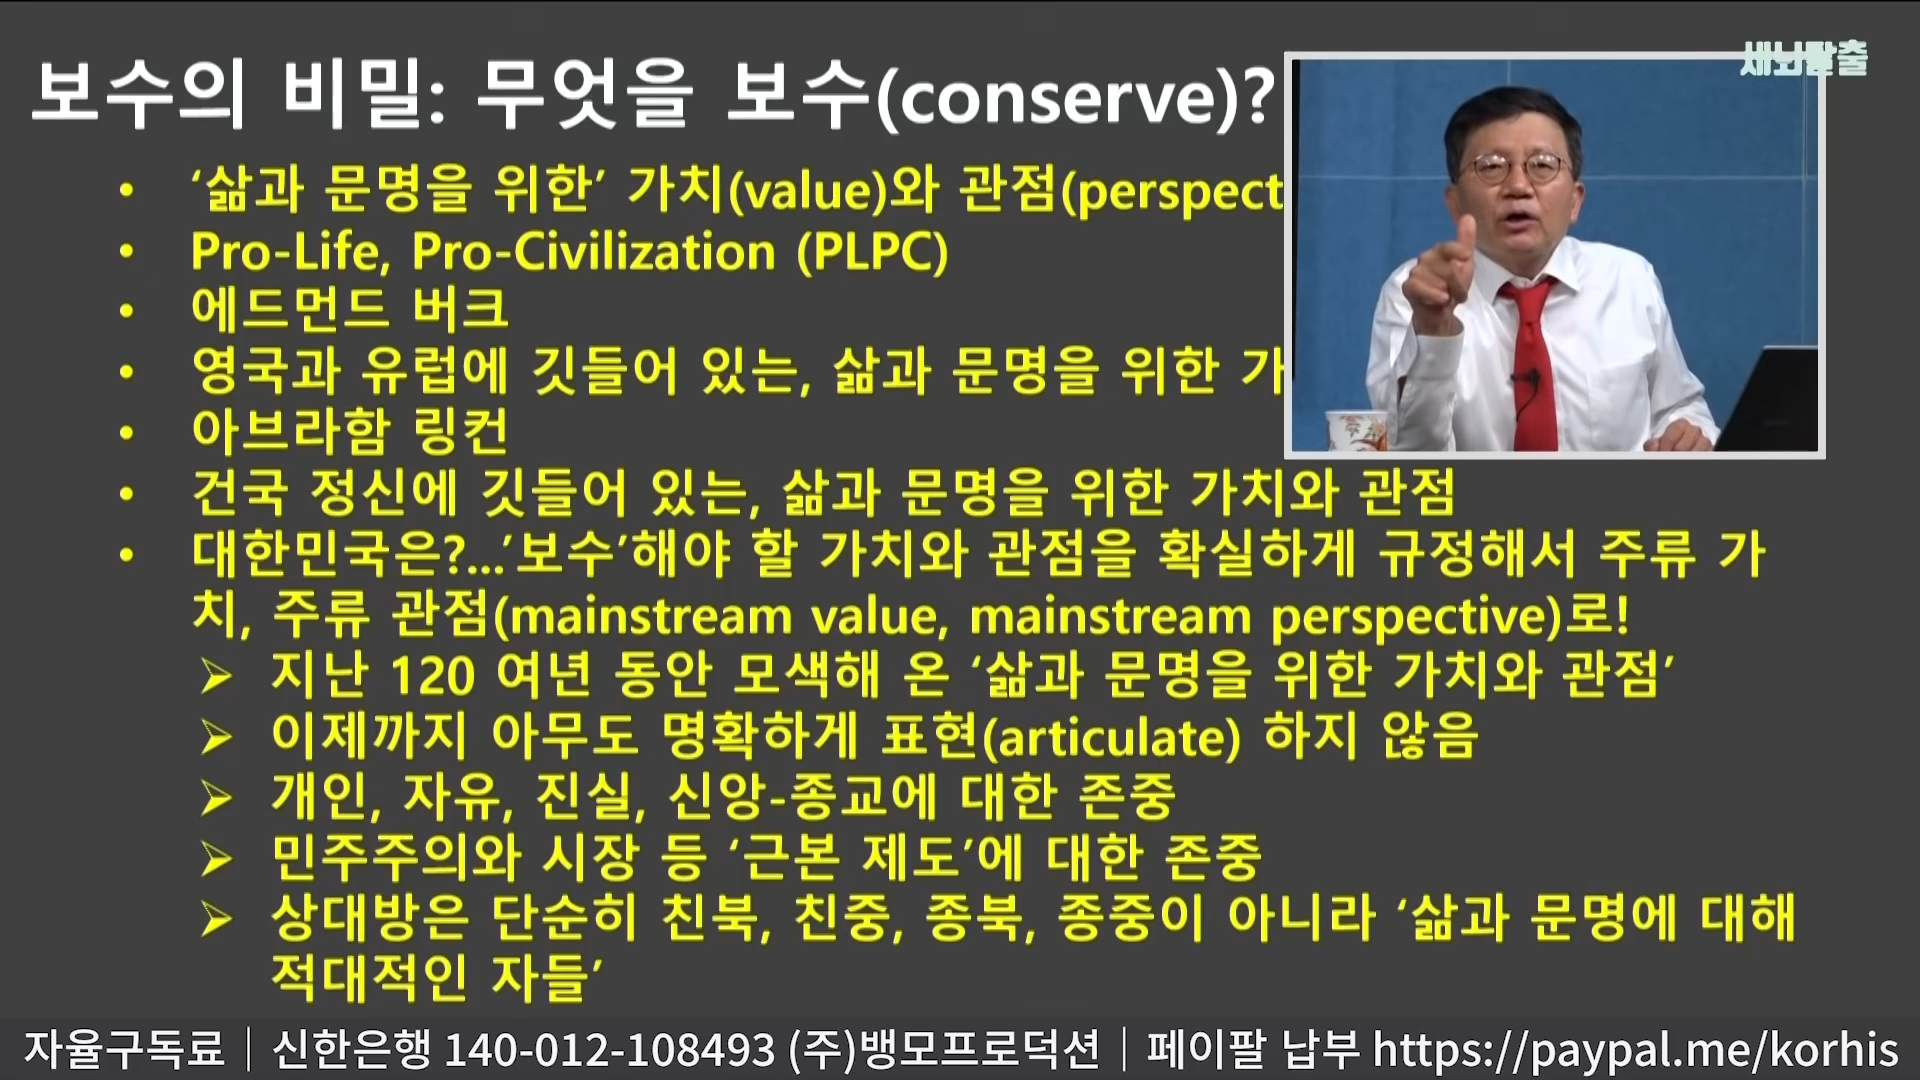 보수의 비밀: 무엇을 보수(conserve)?
세뇌탈출
• ‘삶과 문명을 위한’ 가치(value)와 관점(perspect
• Pro-Life, Pro-Civilization (PLPC)
• 에드먼드 버크
• 영국과 유럽에 깃들어 있는, 삶과 문명을 위한 가
• 아브라함 링컨
• 건국 정신에 깃들어 있는, 삶과 문명을 위한 가치와 관점
• 대한민국은?...’보수’해야 할 가치와 관점을 확실하게 규정해서 주류 가
치, 주류 관점(mainstream value, mainstream perspective)로!
➢ 지난 120 여년 동안 모색해 온 ‘삶과 문명을 위한 가치와 관점’
➢ 이제까지 아무도 명확하게 표현(articulate) 하지 않음
➢ 개인, 자유, 진실, 신앙-종교에 대한 존중
➢ 민주주의와 시장 등 ‘근본 제도’에 대한 존중
➢ 상대방은 단순히 친북, 친중, 종북, 종중이 아니라 ‘삶과 문명에 대해
적대적인 자들’
자율구독료│신한은행 140-012-108493 (주)뱅모프로덕션│페이팔 납부 https://paypal.me/korhis